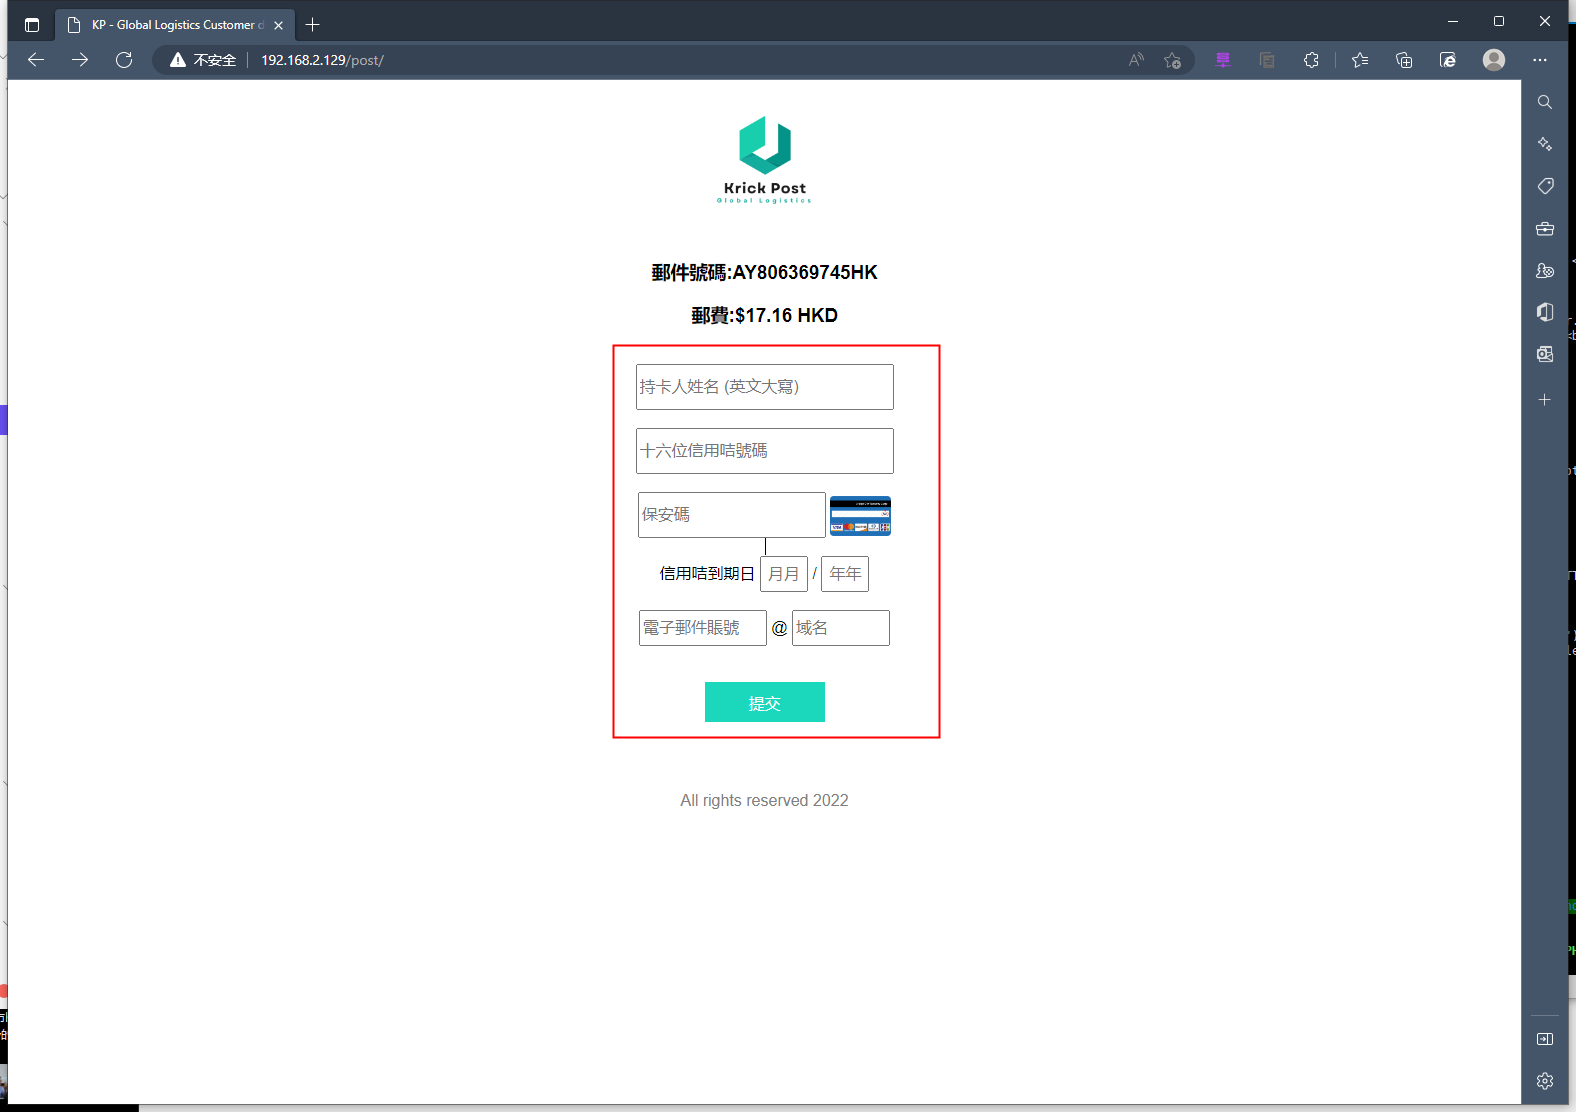 KP - Global Logistics Customer d
不安全
192.168.2.129/post/
Krick Post
Global Logistics
郵件號碼:AY806369745HK
郵費:$17.16 HKD
持卡人姓名 (英文大寫)
十六位信用咭號碼
保安碼
信用咭到期日 月月 / 年年
電子郵件賬號 @ 域名
提交
All rights reserved 2022